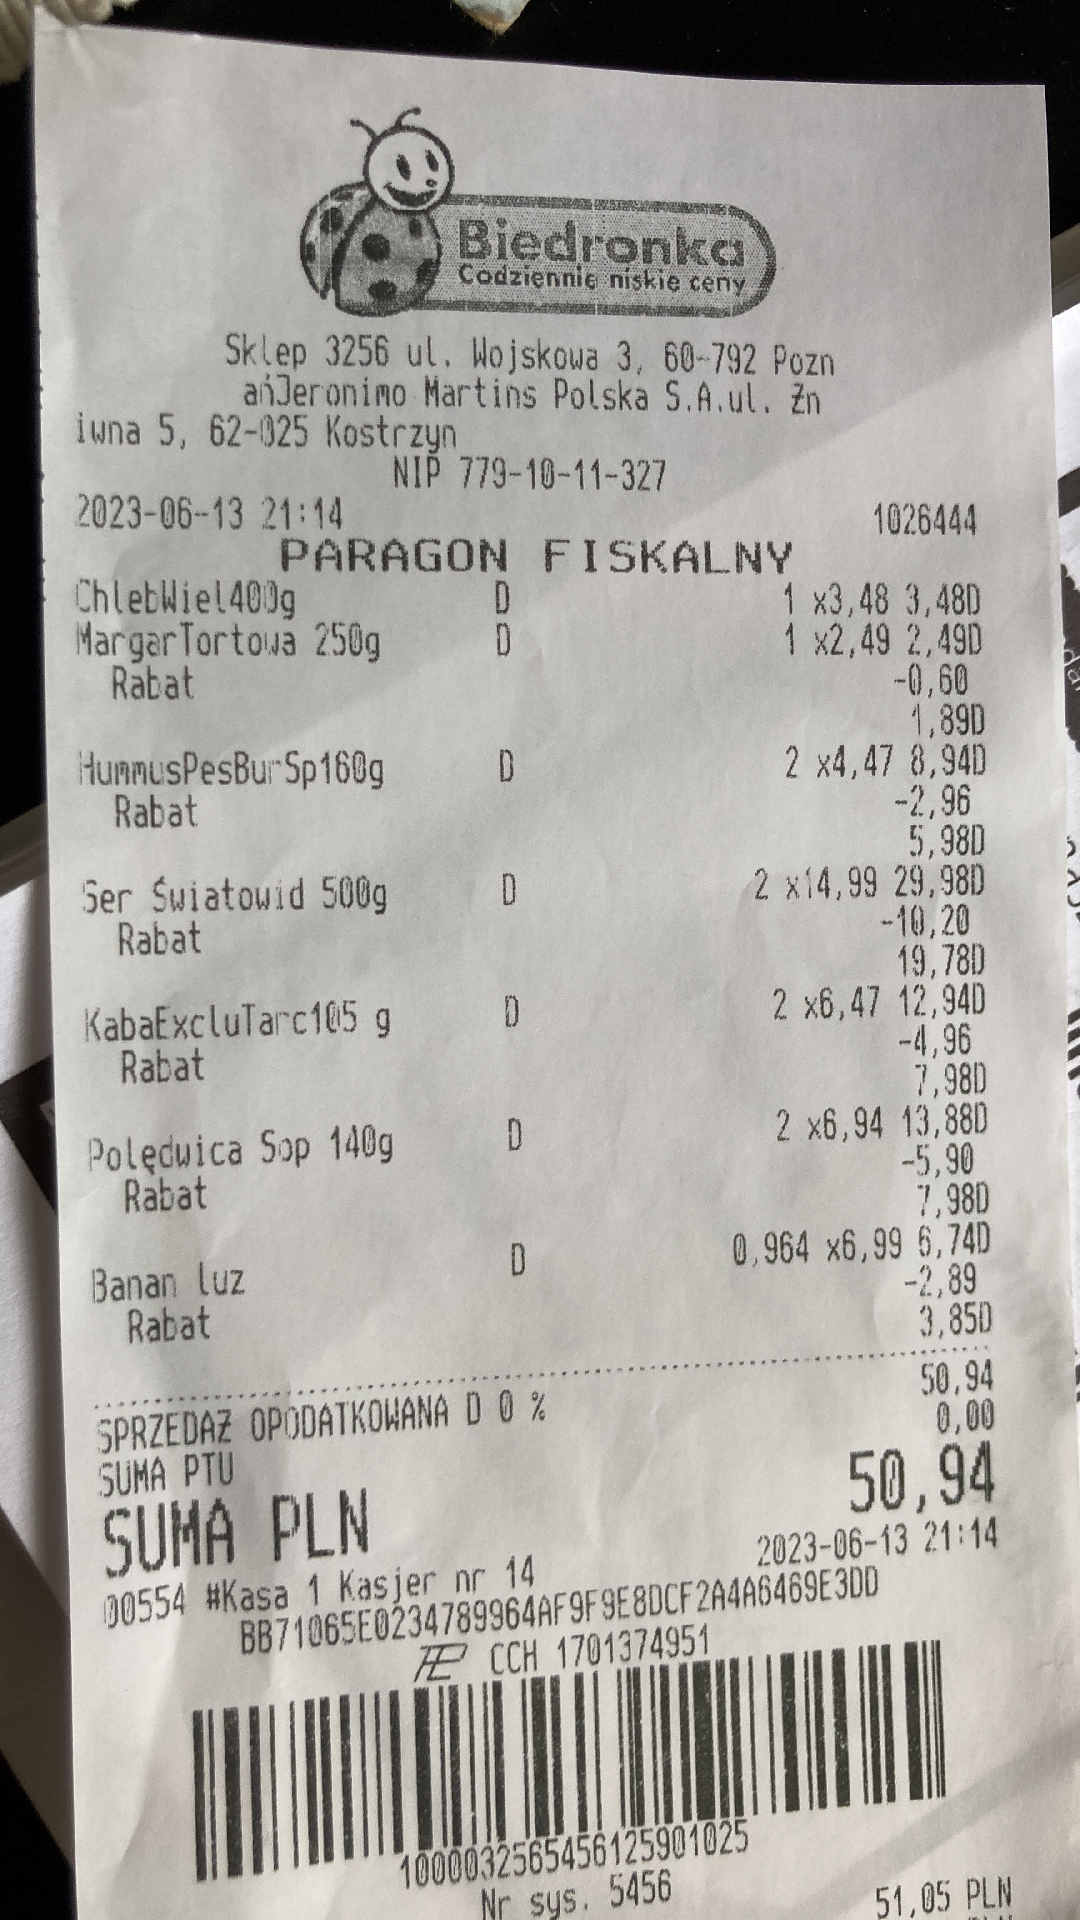 Biedronka
Codziennie niskie ceny
Sklep 3256 ul. Wojskowa 3, 60-792 Pozn
ańJeronimo Martins Polska S.A.ul. Żn
iwna 5, 62-025 Kostrzyn
NIP 779-10-11-327
2023-06-13 21:14 1026444
PARAGON FISKALNY
ChlebWiel400g D 1 x3,48 3,48D
MargarTortowa 250g D 1 x2,49 2,49D
Rabat -0,60
1,89D
HummusPesBurSp160g D 2 x4,47 8,94D
Rabat -2,96
5,98D
Ser Światowid 500g D 2 x14,99 29,98D
Rabat -10,20
19,78D
KabaExcluTarc105 g D 2 x6,47 12,94D
Rabat -4,96
7,98D
Polędwica Sop 140g D 2 x6,94 13,88D
Rabat -5,90
7,98D
Banan luz D 0,964 x6,99 6,74D
Rabat -2,89
3,85D
SPRZEDAŻ OPODATKOWANA D 0 % 50,94
SUMA PTU 0,00
SUMA PLN 50,94
00554 #Kasa 1 Kasjer nr 14 2023-06-13 21:14
BB71065E0234789964AF9F9E8DCF2A4A6469E3DD
CCH 1701374951
1000032565456125901025
Nr sys. 5456
51,05 PLN